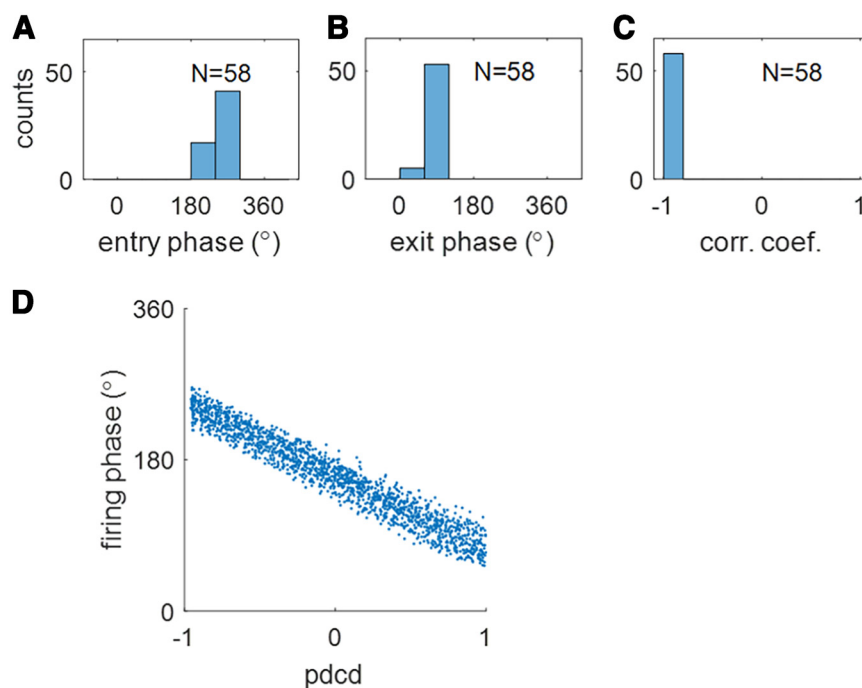 A
B
C
50
0
counts
N=58
0 180 360
entry phase (°)
50
0
N=58
0 180 360
exit phase (°)
50
0
N=58
-1 0 1
corr. coef.
D
360
180
0
firing phase (°)
-1 0 1
pdcd